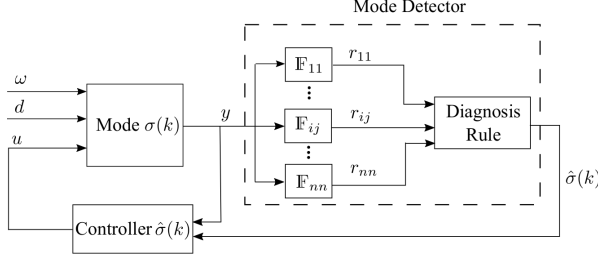 Mode Detector
𝔽₁₁ r₁₁
ω
d
u
Mode σ(k)
y
𝔽ᵢⱼ rᵢⱼ
Diagnosis
Rule
𝔽ₙₙ rₙₙ
σ̂(k)
Controller σ̂(k)